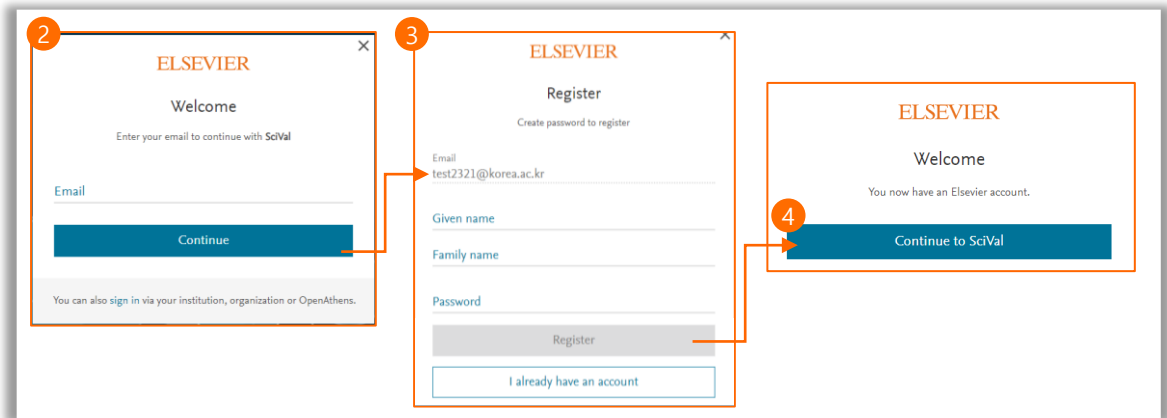 2
ELSEVIER
Welcome
Enter your email to continue with SciVal
Email
Continue
You can also sign in via your institution, organization or OpenAthens.
3
ELSEVIER
Register
Create password to register
Email
test2321@korea.ac.kr
Given name
Family name
Password
Register
I already have an account
ELSEVIER
Welcome
You now have an Elsevier account.
4
Continue to SciVal